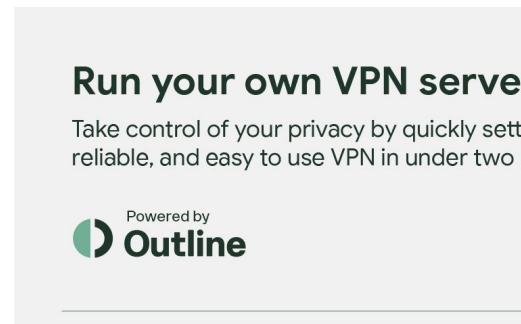 Run your own VPN serve
Take control of your privacy by quickly sett
reliable, and easy to use VPN in under two
Powered by
Outline